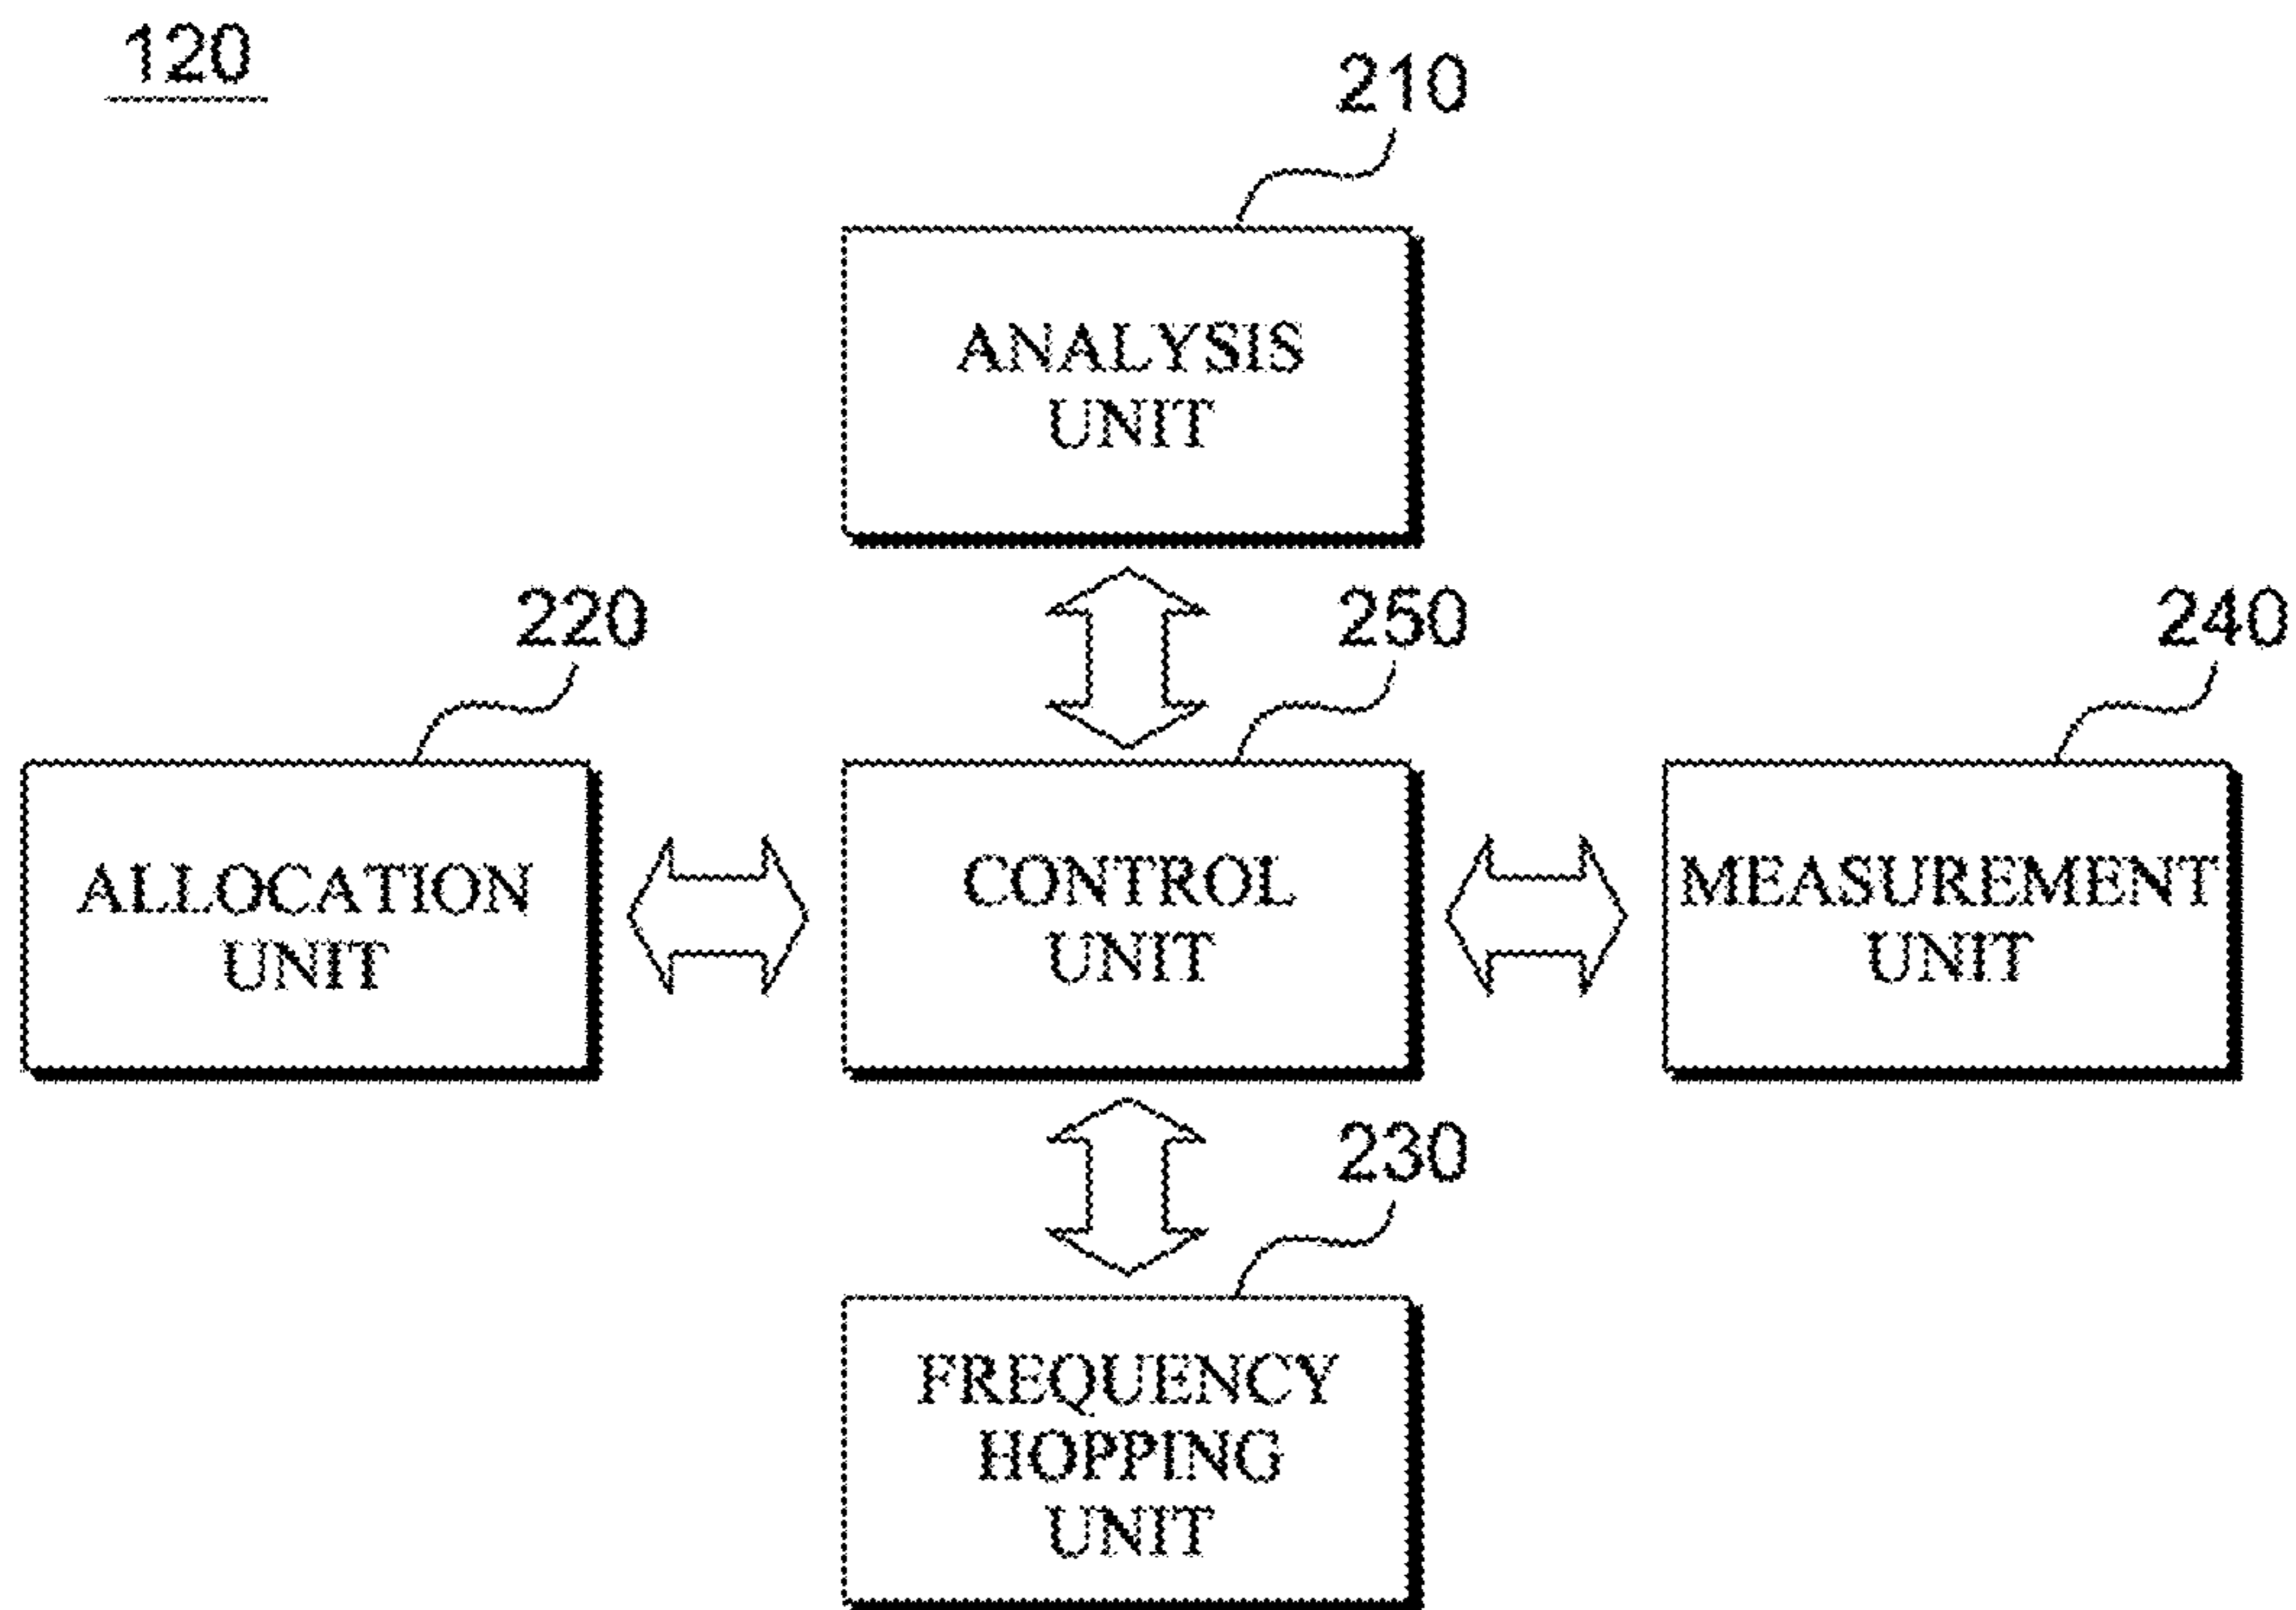 120
210
ANALYSIS
UNIT
220
250
240
ALLOCATION
UNIT
CONTROL
UNIT
MEASUREMENT
UNIT
230
FREQUENCY
HOPPING
UNIT